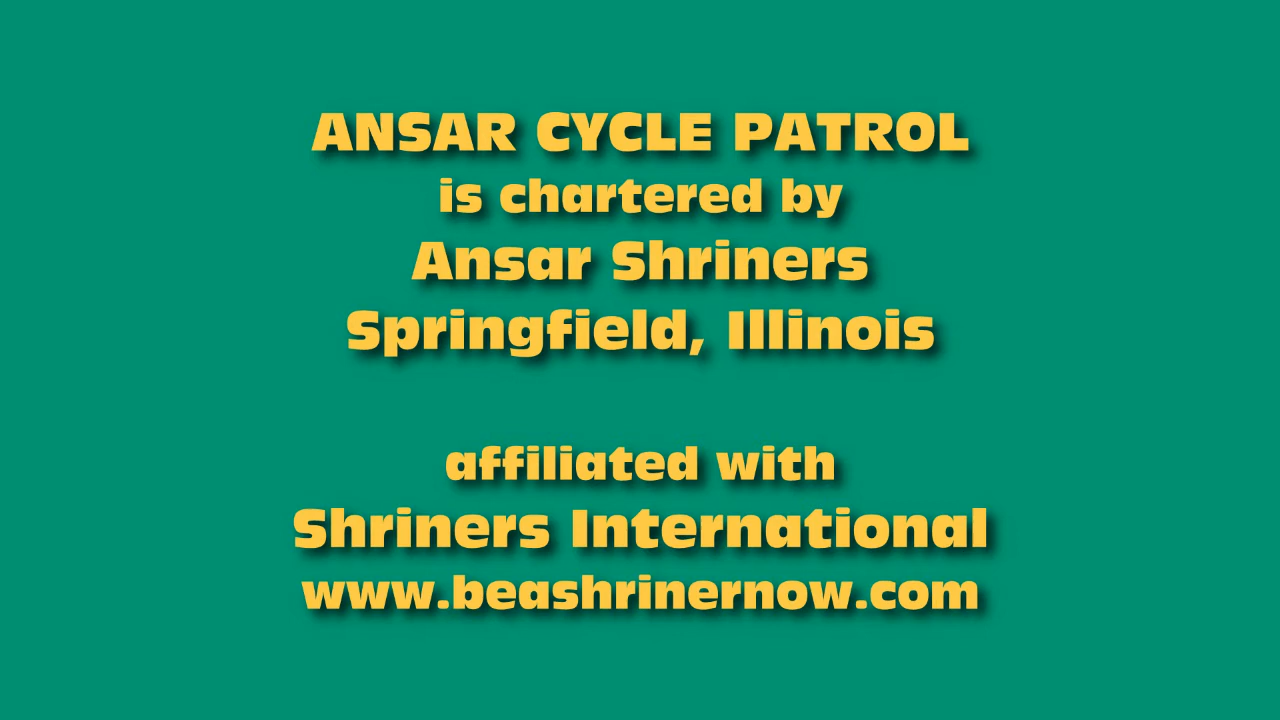 ANSAR CYCLE PATROL
is chartered by
Ansar Shriners
Springfield, Illinois
affiliated with
Shriners International
www.beashrinernow.com